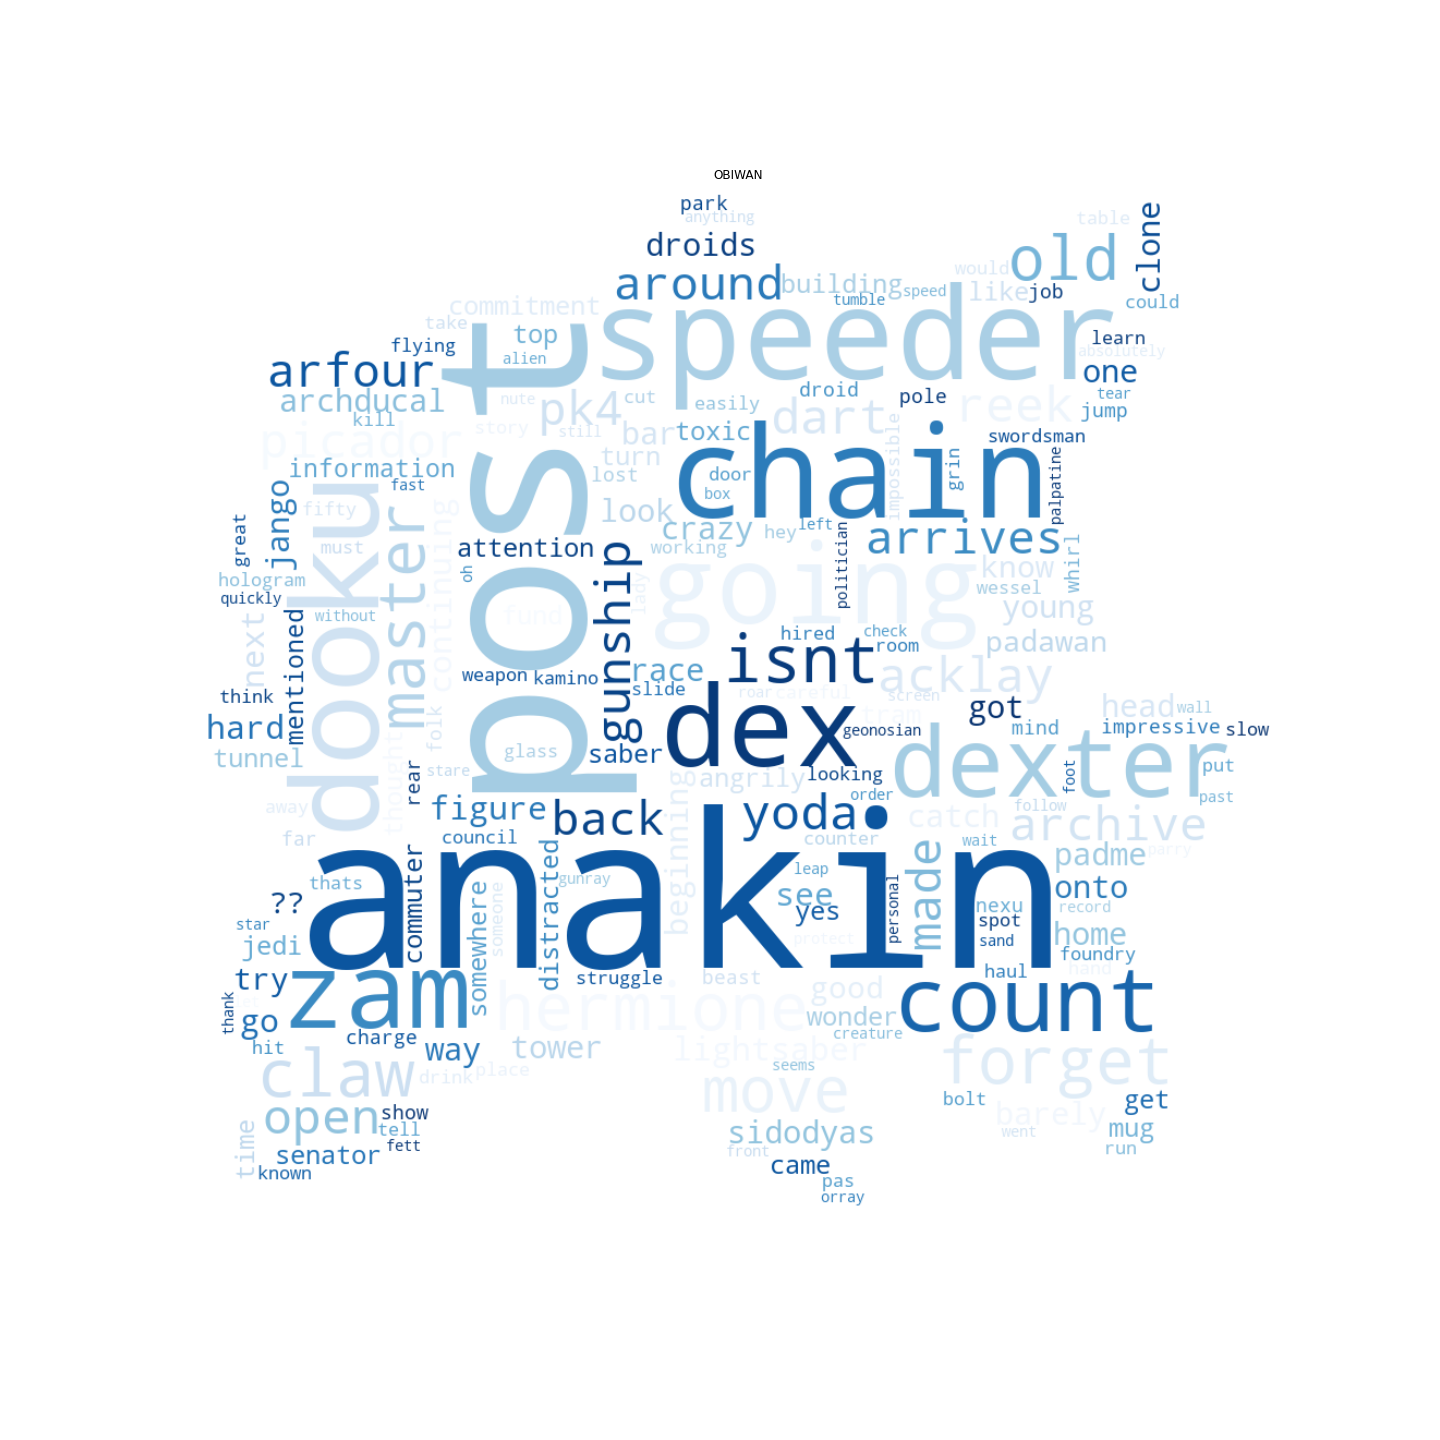 OBIWAN
park
anything
table
clone
droids
old
around
building
would
like
job
tumble
speed
could
commitment
speeder
take
top
learn
flying
alien
absolutely
arfour
post
one
droid
pole
tear
archducal
nute
pk4
cut
easily
dart
reek
jump
kill
story
still
bar
toxic
chain
swordsman
picador
turn
impossible
grin
palpatine
information
lost
door
box
fast
jango
dooku
master
continuing
look
crazy
hey
left
arrives
great
fifty
must
attention
working
going
politician
know
whirl
hologram
oh
gunship
lady
wessel
quickly
without
fund
young
next
mentioned
hired
check
room
padawan
isnt
folk
weapon
kamino
race
slide
acklay
think
roar
careful
screen
got
head
wall
hard
tram
dex
geonosian
mind
impressive
slow
tunnel
glass
saber
dexter
stare
angrily
looking
foot
put
thought
rear
beginning
order
past
away
figure
back
yoda
catch
follow
archive
far
council
counter
wait
padme
parry
anakin
commuter
distracted
leap
made
thats
gunray
see
onto
??
somewhere
someone
yes
personal
nexu
spot
record
star
jedi
protect
sand
home
foundry
try
zam
struggle
beast
haul
hand
thank
let
hermione
good
count
go
wonder
creature
hit
charge
way
tower
lightsaber
forget
claw
drink
place
seems
move
bolt
get
open
show
barely
tell
sidodyas
went
mug
time
senator
fett
front
run
known
came
pas
orray